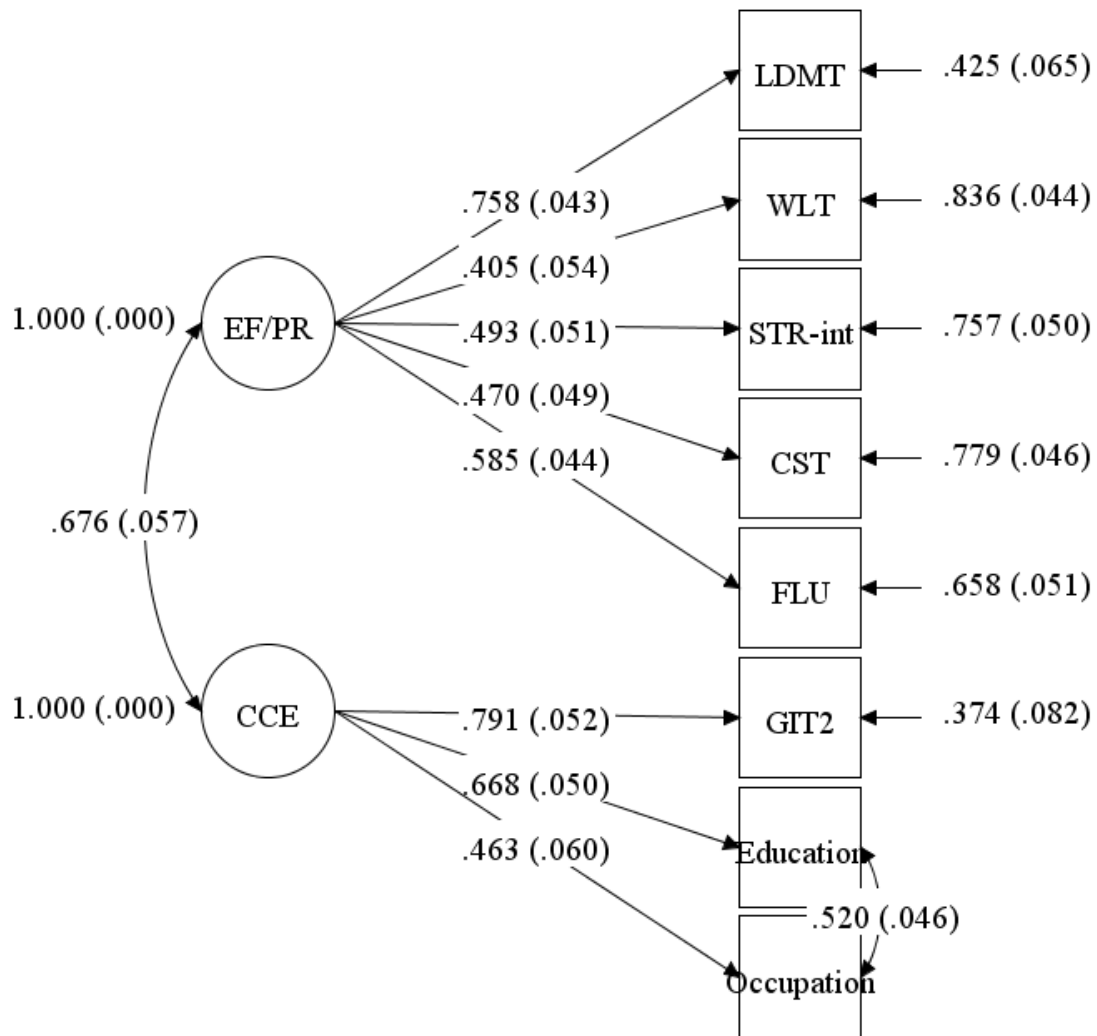 LDMT
.425 (.065)
.758 (.043)
WLT
.836 (.044)
.405 (.054)
1.000 (.000)
EF/PR
.493 (.051)
STR-int
.757 (.050)
.470 (.049)
CST
.779 (.046)
.585 (.044)
.676 (.057)
FLU
.658 (.051)
1.000 (.000)
CCE
.791 (.052)
GIT2
.374 (.082)
.668 (.050)
.463 (.060)
Education
.520 (.046)
Occupation